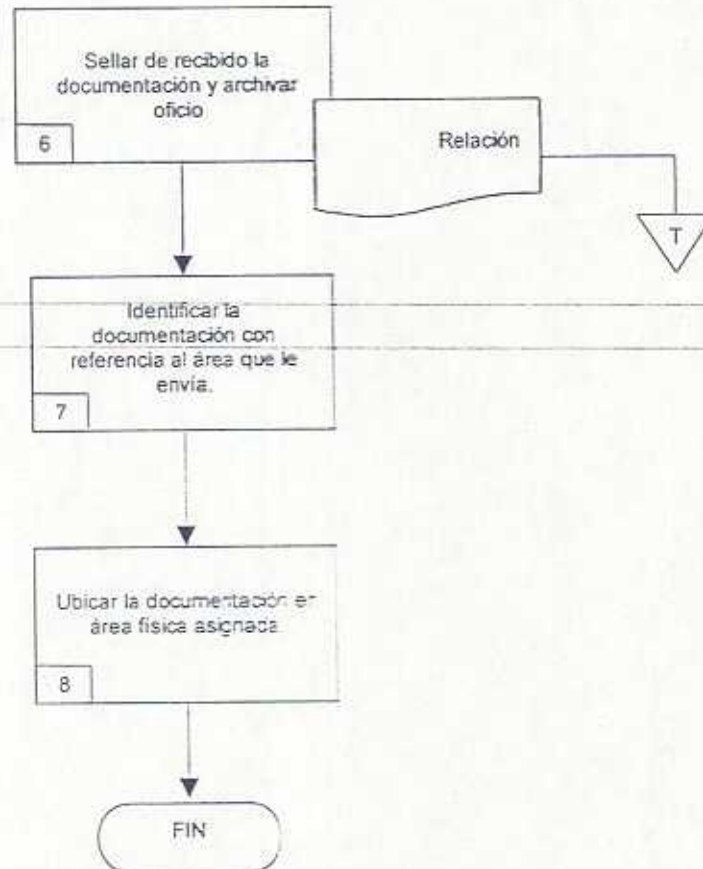 Sellar de recibido la
documentación y archivar
oficio
6
Relación
T
Identificar la
documentación con
referencia al área que le
envía.
7
Ubicar la documentación en
área física asignada
8
FIN